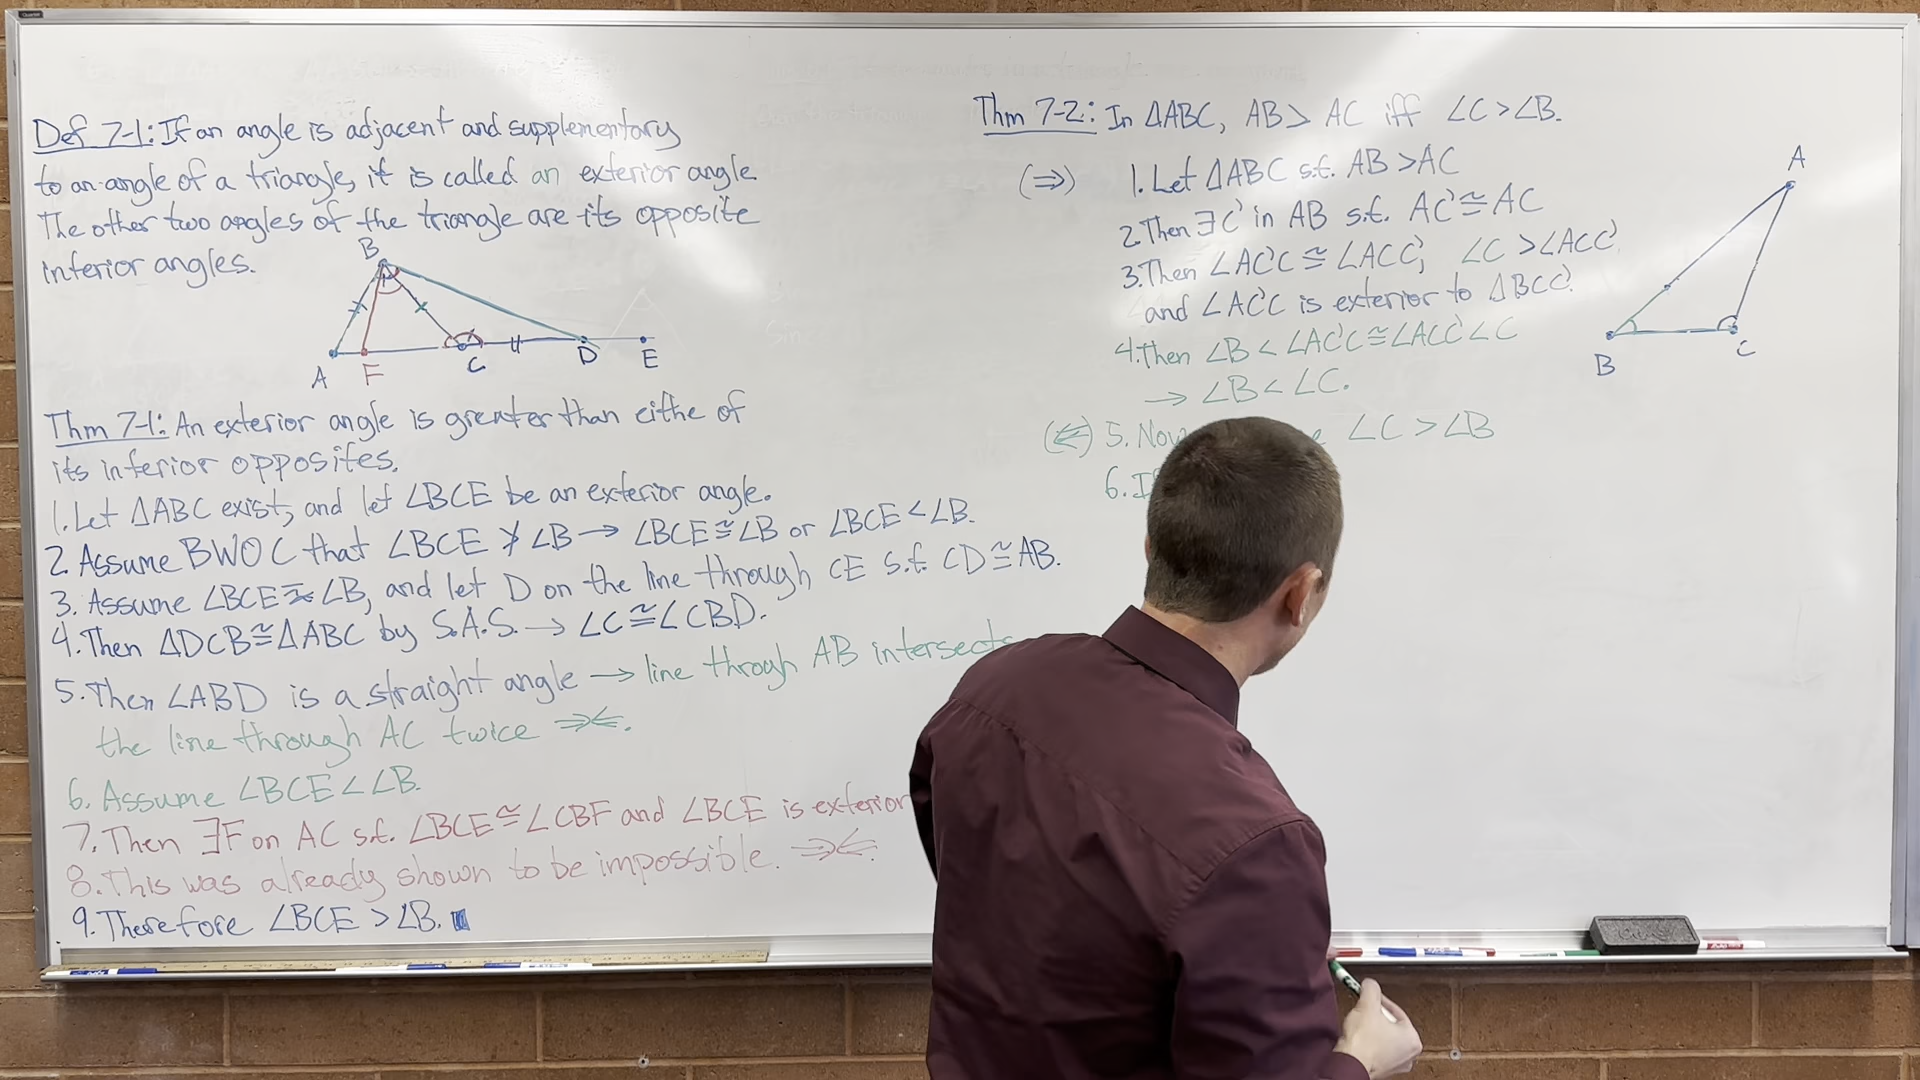 Def 7-1: If an angle is adjacent and supplementary
to an angle of a triangle, it is called an exterior angle.
The other two angles of the triangle are its opposite
interior angles.
B
A F C D E
Thm 7-1: An exterior angle is greater than eithe of
its interior opposites.
1. Let ΔABC exist, and let ∠BCE be an exterior angle.
2. Assume BWOC that ∠BCE ≯ ∠B → ∠BCE ≅ ∠B or ∠BCE < ∠B.
3. Assume ∠BCE ≅ ∠B, and let D on the line through CE s.t. CD ≅ AB.
4. Then ΔDCB ≅ ΔABC by S.A.S. → ∠C ≅ ∠CBD.
5. Then ∠ABD is a straight angle → line through AB intersects
the line through AC twice ⇒⇐.
6. Assume ∠BCE < ∠B.
7. Then ∃F on AC s.t. ∠BCE ≅ ∠CBF and ∠BCE is exterior
8. This was already shown to be impossible. ⇒⇐.
9. Therefore ∠BCE > ∠B. ∎
Thm 7-2: In ΔABC, AB > AC iff ∠C > ∠B.
(⇒) 1. Let ΔABC s.t. AB > AC
2. Then ∃C' in AB s.t. AC' ≅ AC
3. Then ∠AC'C ≅ ∠ACC', ∠C > ∠ACC'
and ∠AC'C is exterior to ΔBCC'.
4. Then ∠B < ∠AC'C ≅ ∠ACC' < ∠C
→ ∠B < ∠C.
(⇐) 5. Now ∠C > ∠B
6.
A
B C